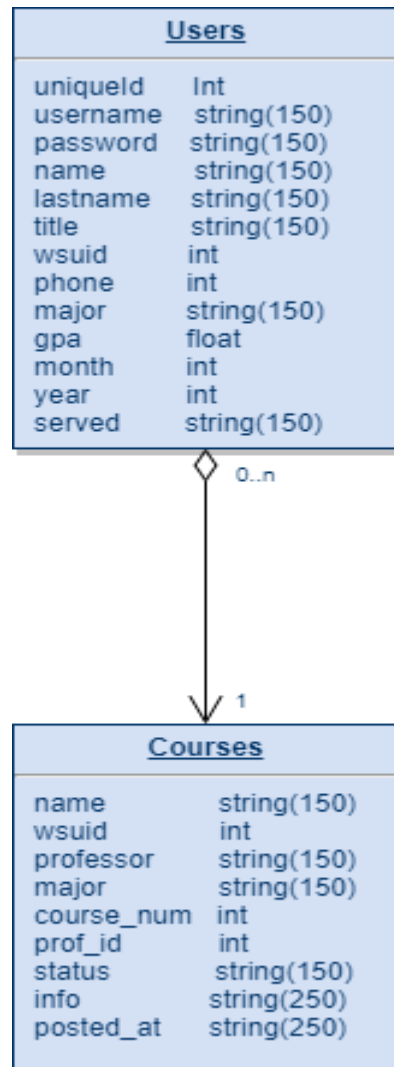 Users
uniqueId Int
username string(150)
password string(150)
name string(150)
lastname string(150)
title string(150)
wsuid int
phone int
major string(150)
gpa float
month int
year int
served string(150)
0..n
1
Courses
name string(150)
wsuid int
professor string(150)
major string(150)
course_num int
prof_id int
status string(150)
info string(250)
posted_at string(250)